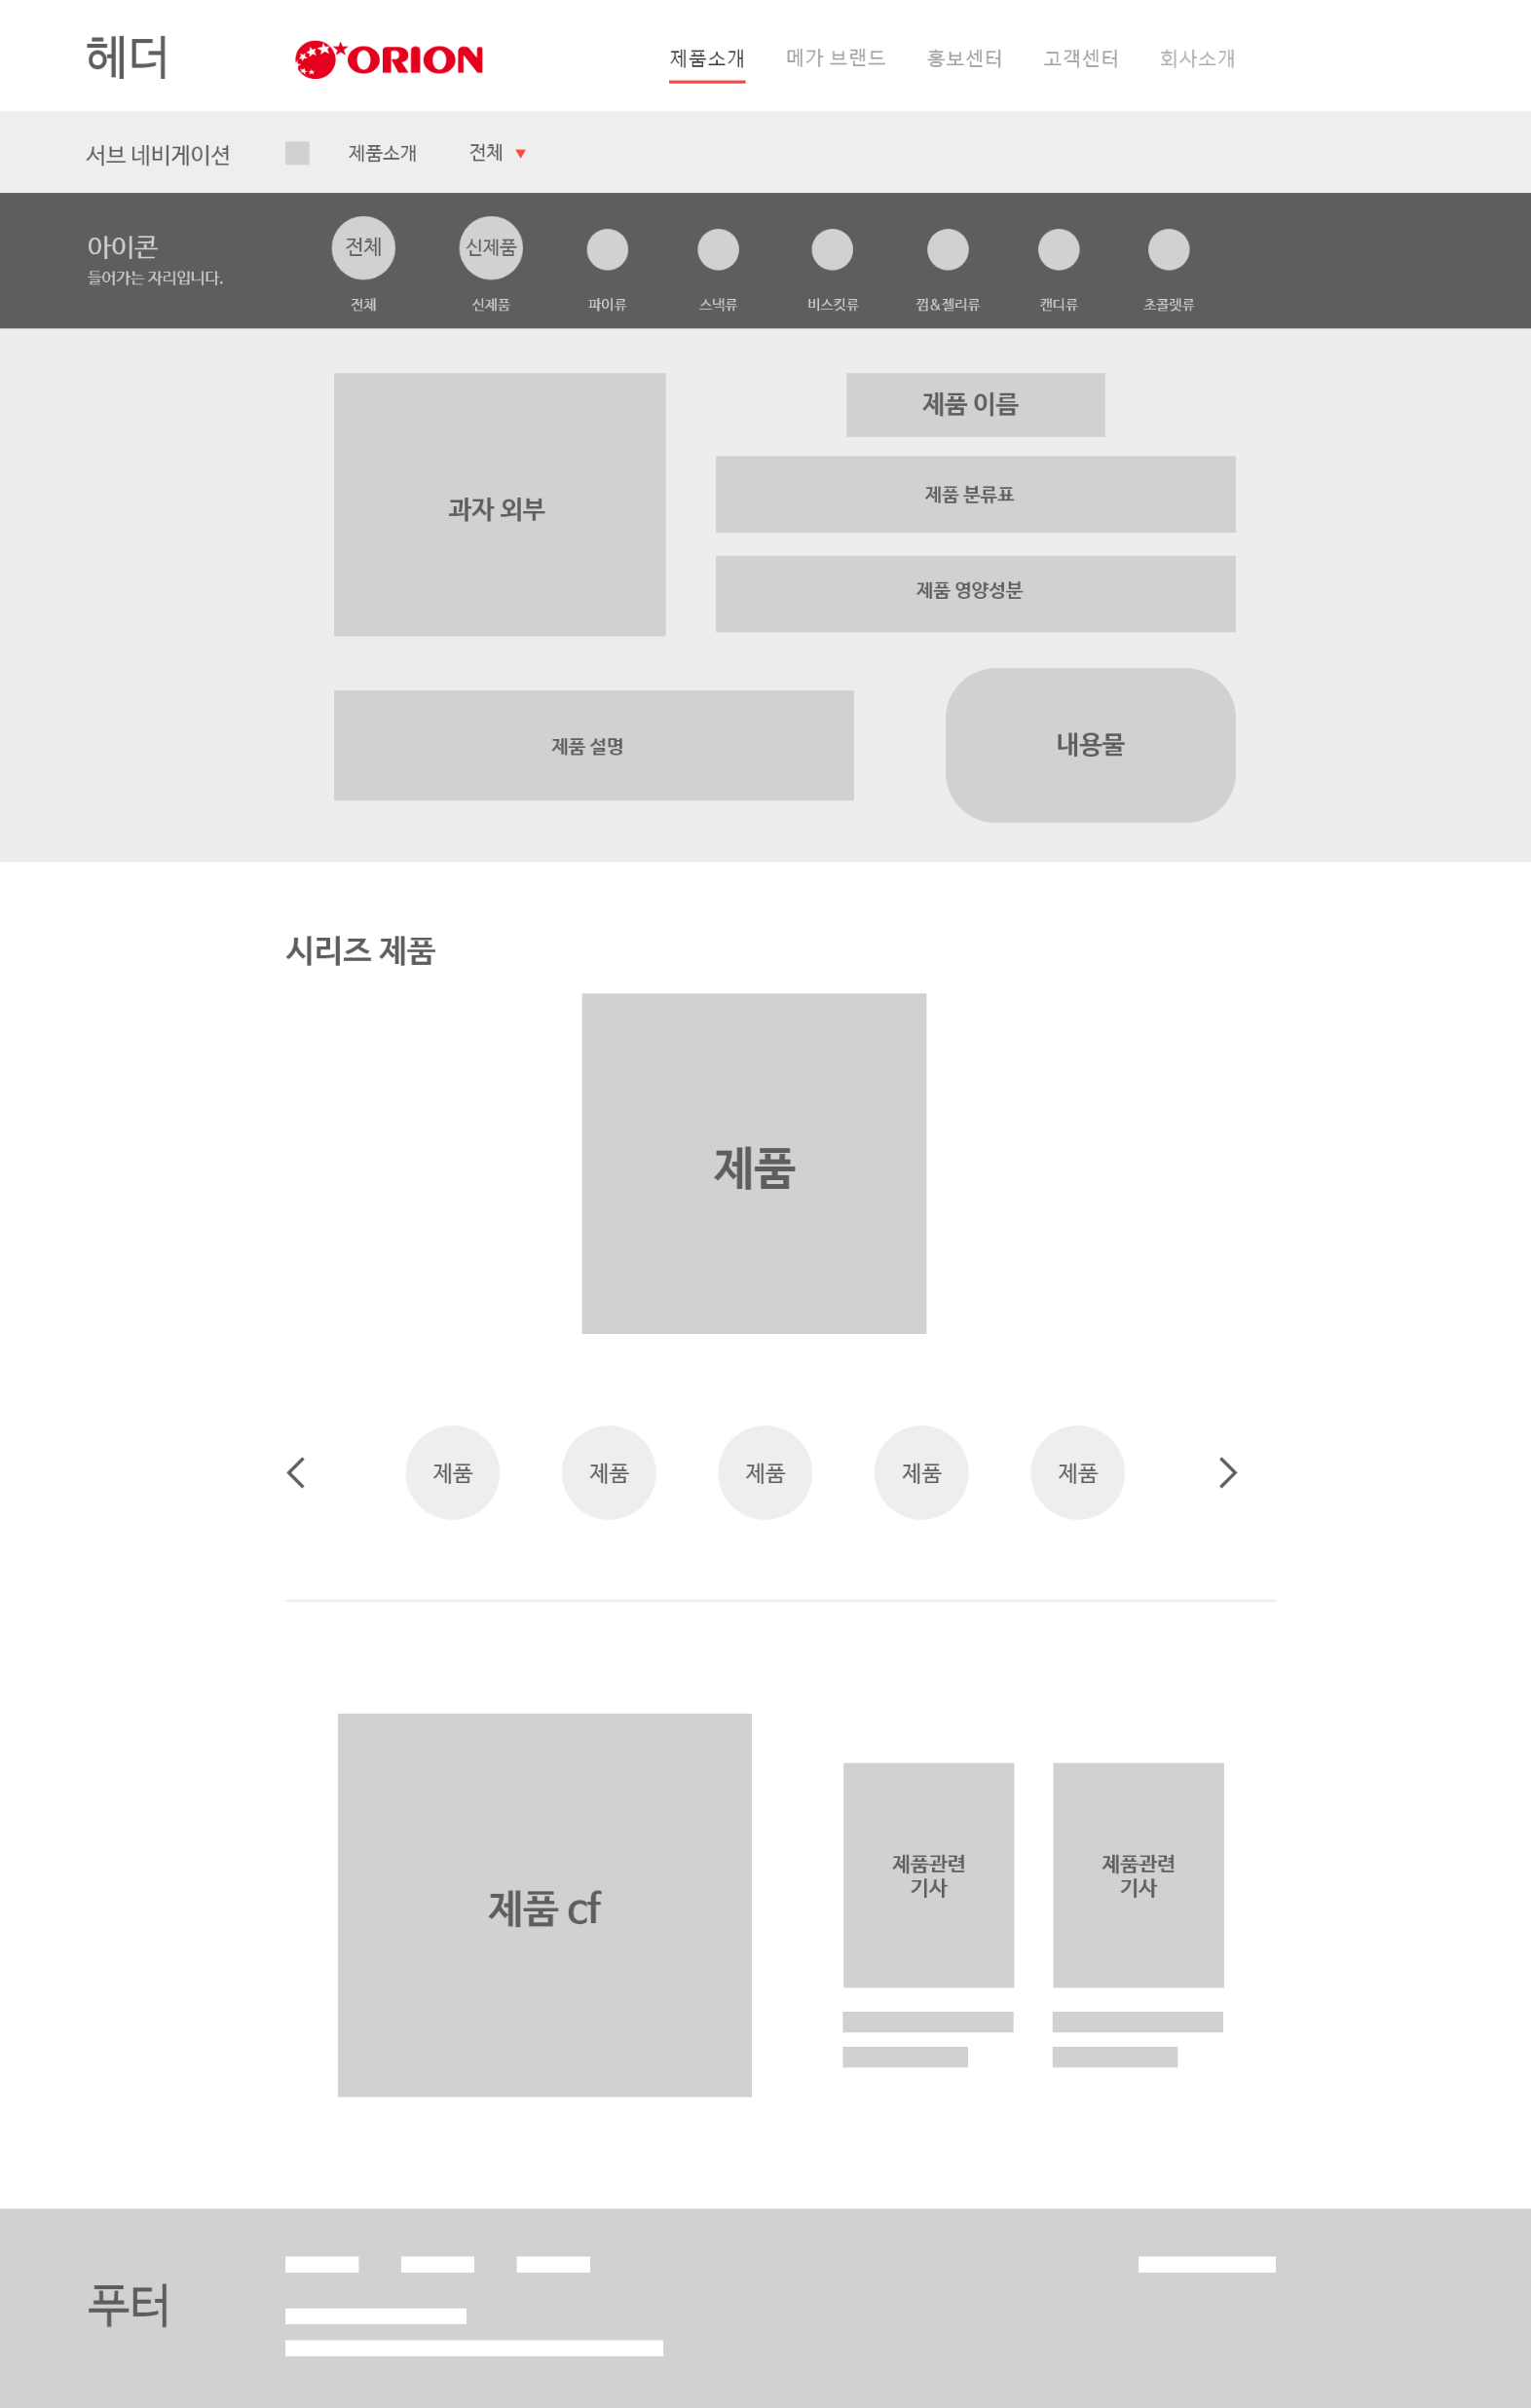 헤더
ORION
제품소개 메가 브랜드 홍보센터 고객센터 회사소개
서브 네비게이션
제품소개 전체
아이콘
들어가는 자리입니다.
전체 신제품
전체 신제품 파이류 스낵류 비스킷류 껌&젤리류 캔디류 초콜렛류
과자 외부
제품 이름
제품 분류표
제품 영양성분
제품 설명
내용물
시리즈 제품
제품
제품 제품 제품 제품 제품
제품 cf
제품관련
기사
제품관련
기사
푸터